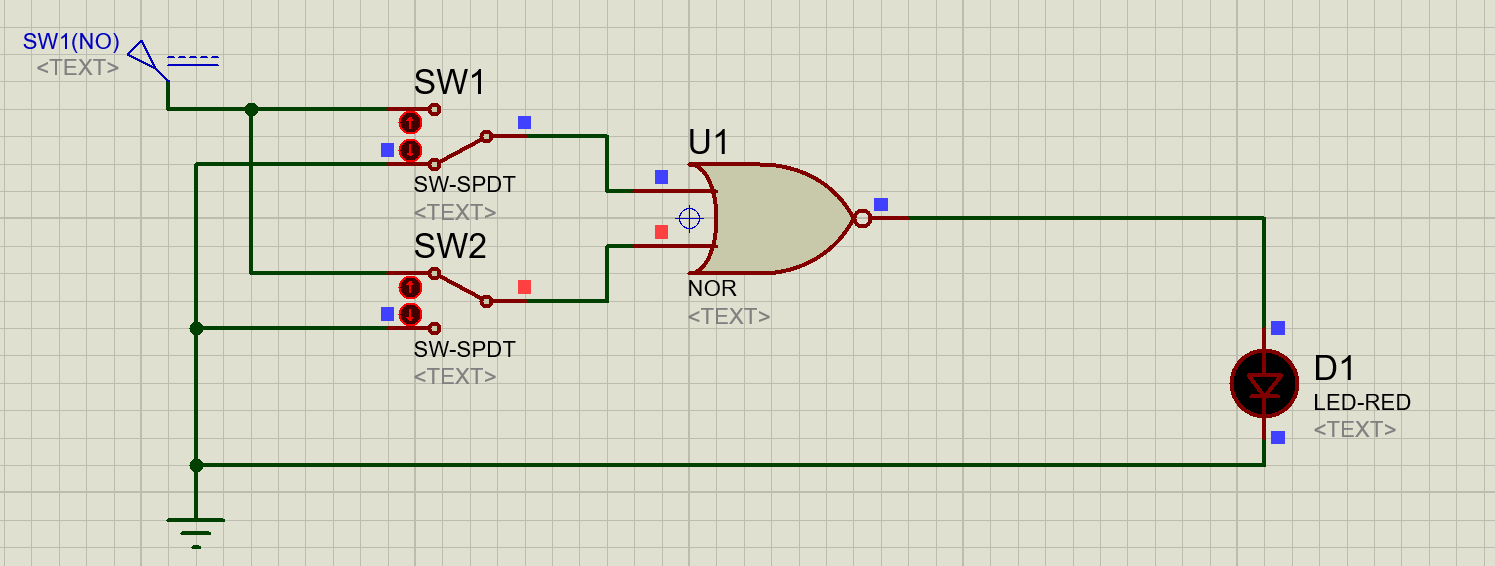 SW1(NO)
<TEXT>
SW1
SW-SPDT
<TEXT>
SW2
SW-SPDT
<TEXT>
U1
NOR
<TEXT>
D1
LED-RED
<TEXT>